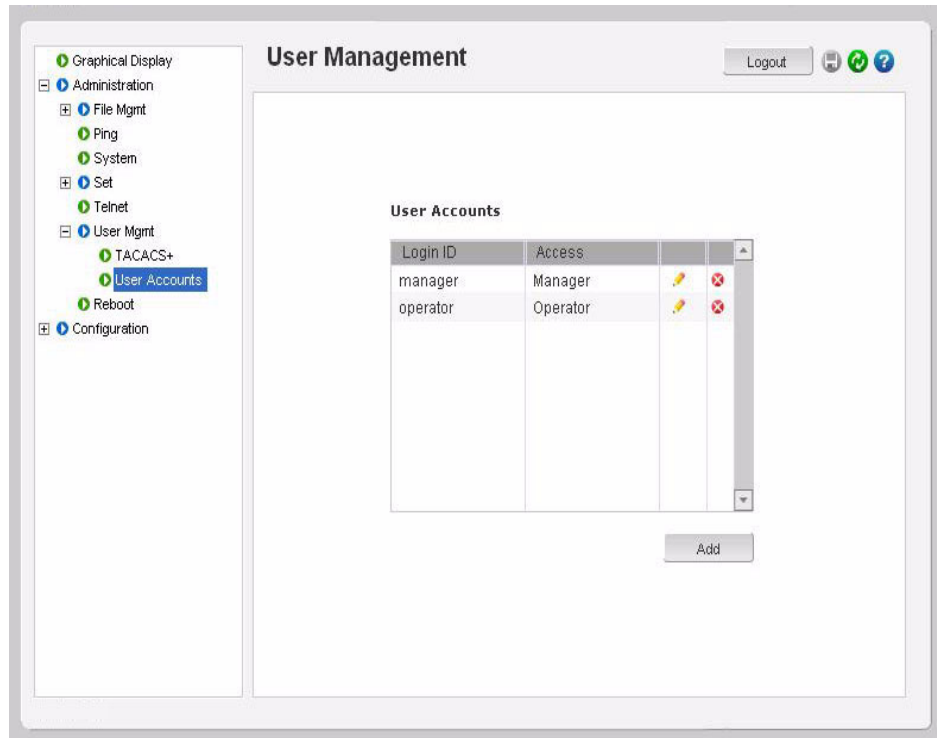 User Management
Logout
Graphical Display
Administration
File Mgmt
Ping
System
Set
Telnet
User Mgmt
TACACS+
User Accounts
Reboot
Configuration
User Accounts
Login ID Access
manager Manager
operator Operator
Add